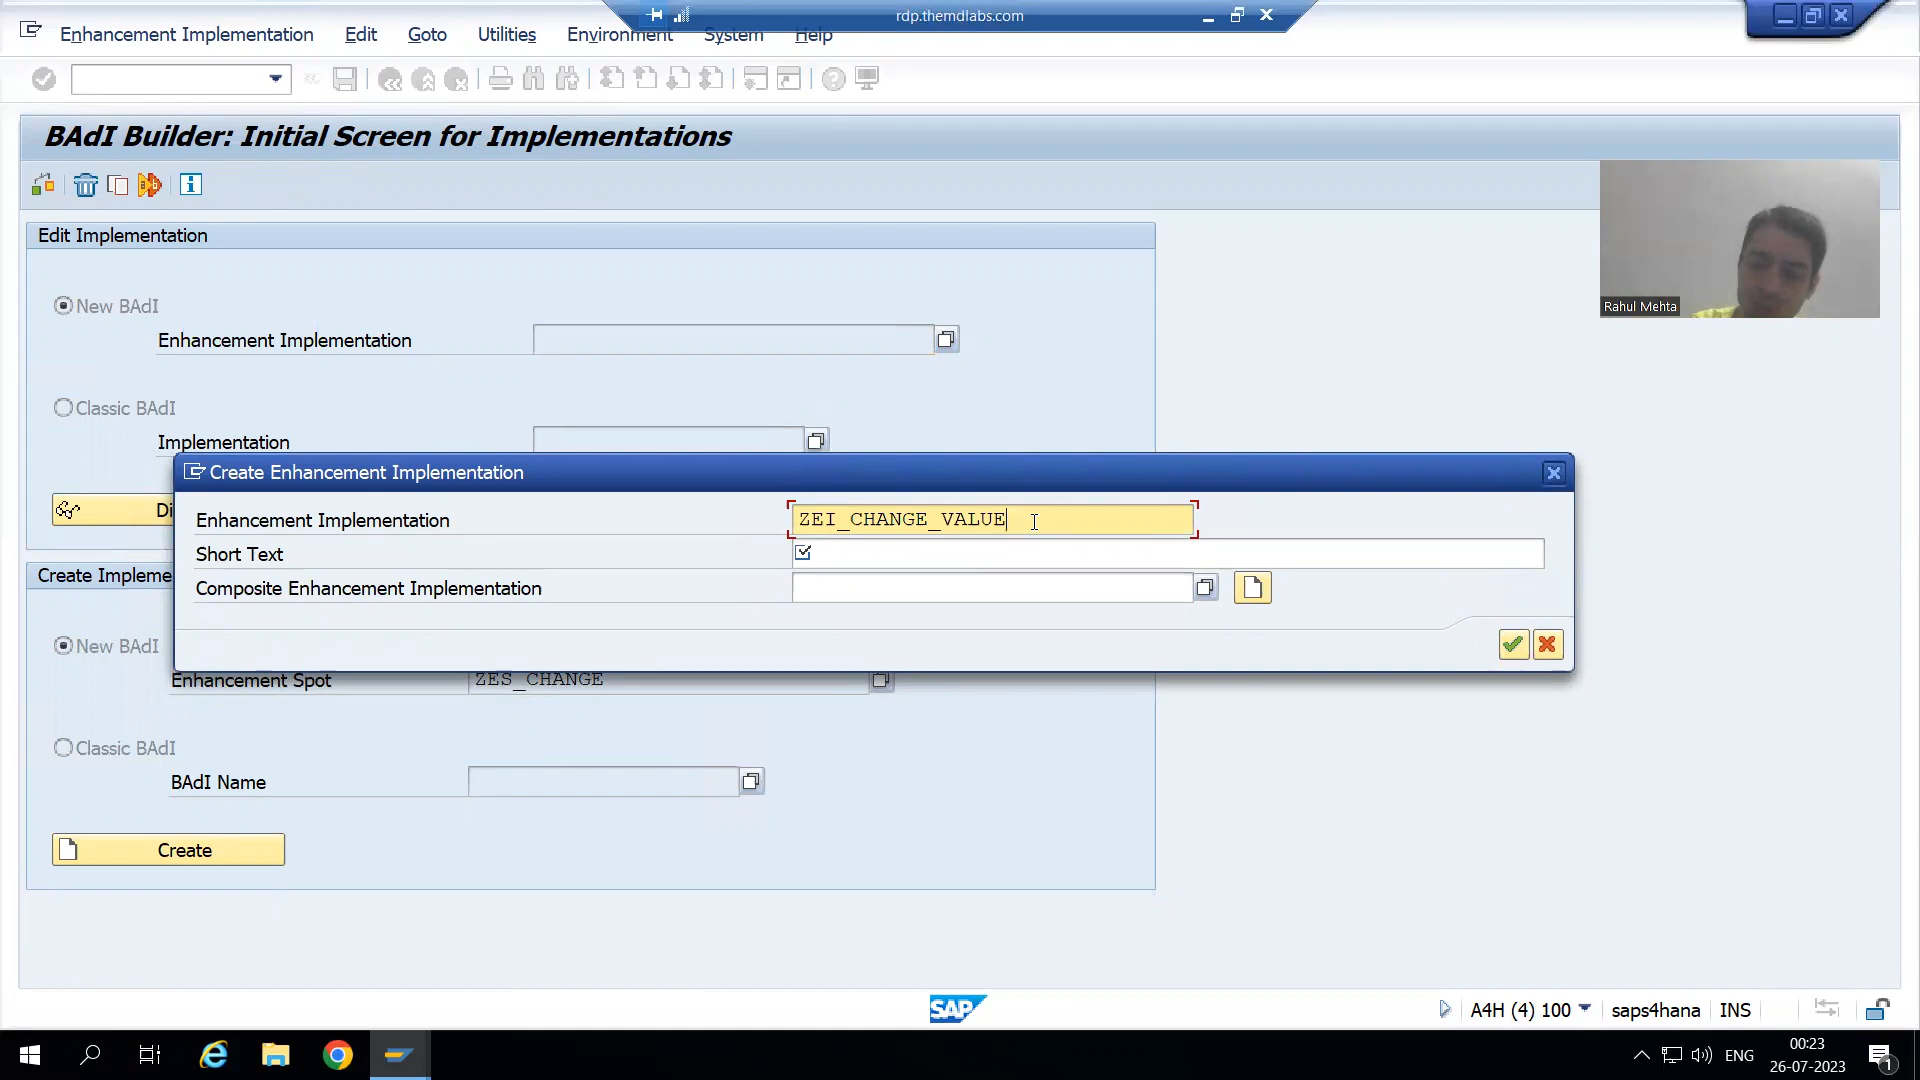 rdp.themdlabs.com
Enhancement Implementation Edit Goto Utilities Environment System Help
BAdI Builder: Initial Screen for Implementations
Edit Implementation
New BAdI
Enhancement Implementation
Classic BAdI
Implementation
Di
Rahul Mehta
Create Enhancement Implementation
Enhancement Implementation ZEI_CHANGE_VALUE
Short Text
Composite Enhancement Implementation
Create Impleme
New BAdI
Enhancement Spot ZES_CHANGE
Classic BAdI
BAdI Name
Create
SAP
A4H (4) 100 saps4hana INS
ENG
00:23
26-07-2023
1